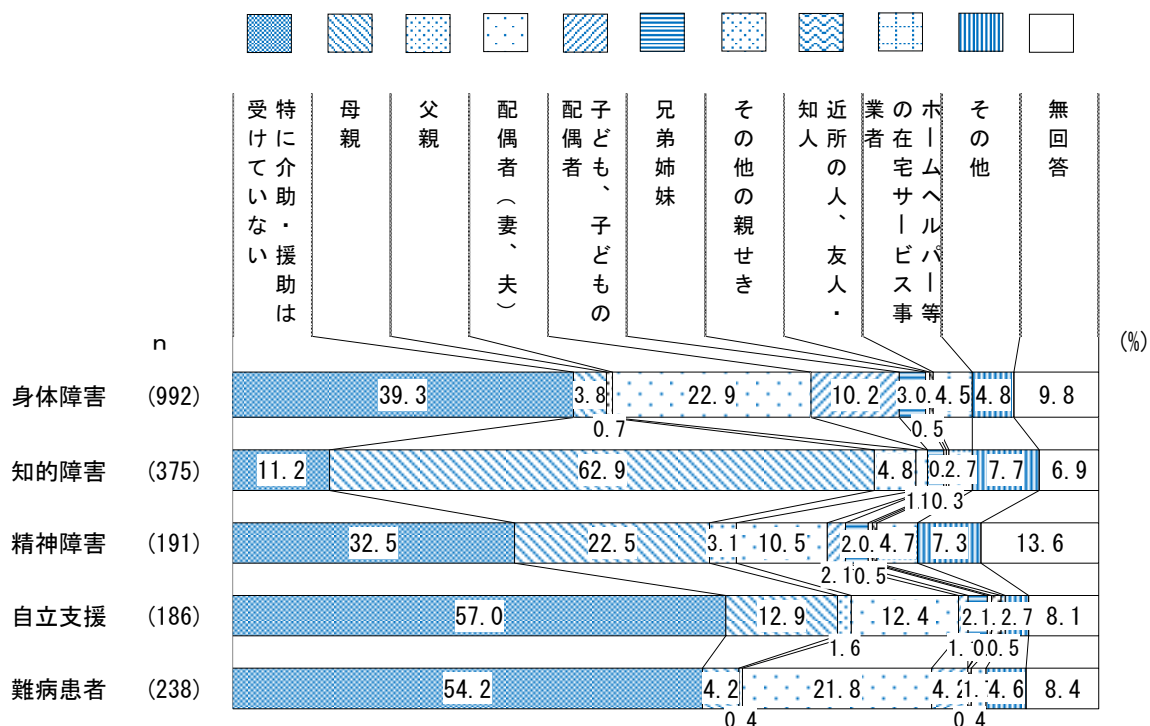 特に介助・援助は
受けていない
母親
父親
配偶者（妻、夫）
子ども、子どもの
配偶者
兄弟姉妹
その他の親せき
近所の人、友人・
知人
ホームヘルパー等
の在宅サービス事
業者
その他
無回答
n
(%)
身体障害 (992) 39.3 3.8 22.9 10.2 4.5 4.8 9.8
0.7 0.5
知的障害 (375) 11.2 62.9 4.8 2.7 7.7 6.9
0.3
精神障害 (191) 32.5 22.5 3.1 10.5 4.7 7.3 13.6
2.1 0.5
自立支援 (186) 57.0 12.9 12.4 2.7 8.1
1.6 0.5
難病患者 (238) 54.2 4.2 21.8 4.2 4.6 8.4
0.4 0.4